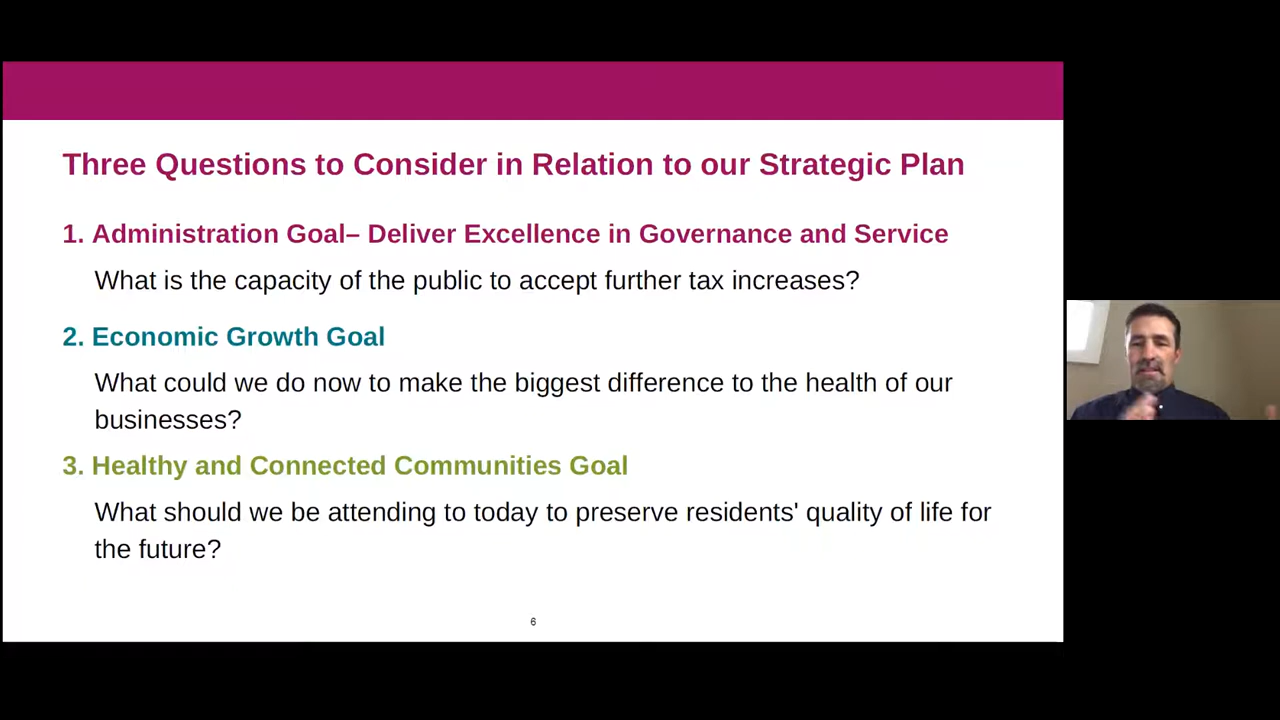 Three Questions to Consider in Relation to our Strategic Plan
1. Administration Goal– Deliver Excellence in Governance and Service
What is the capacity of the public to accept further tax increases?
2. Economic Growth Goal
What could we do now to make the biggest difference to the health of our
businesses?
3. Healthy and Connected Communities Goal
What should we be attending to today to preserve residents' quality of life for
the future?
6